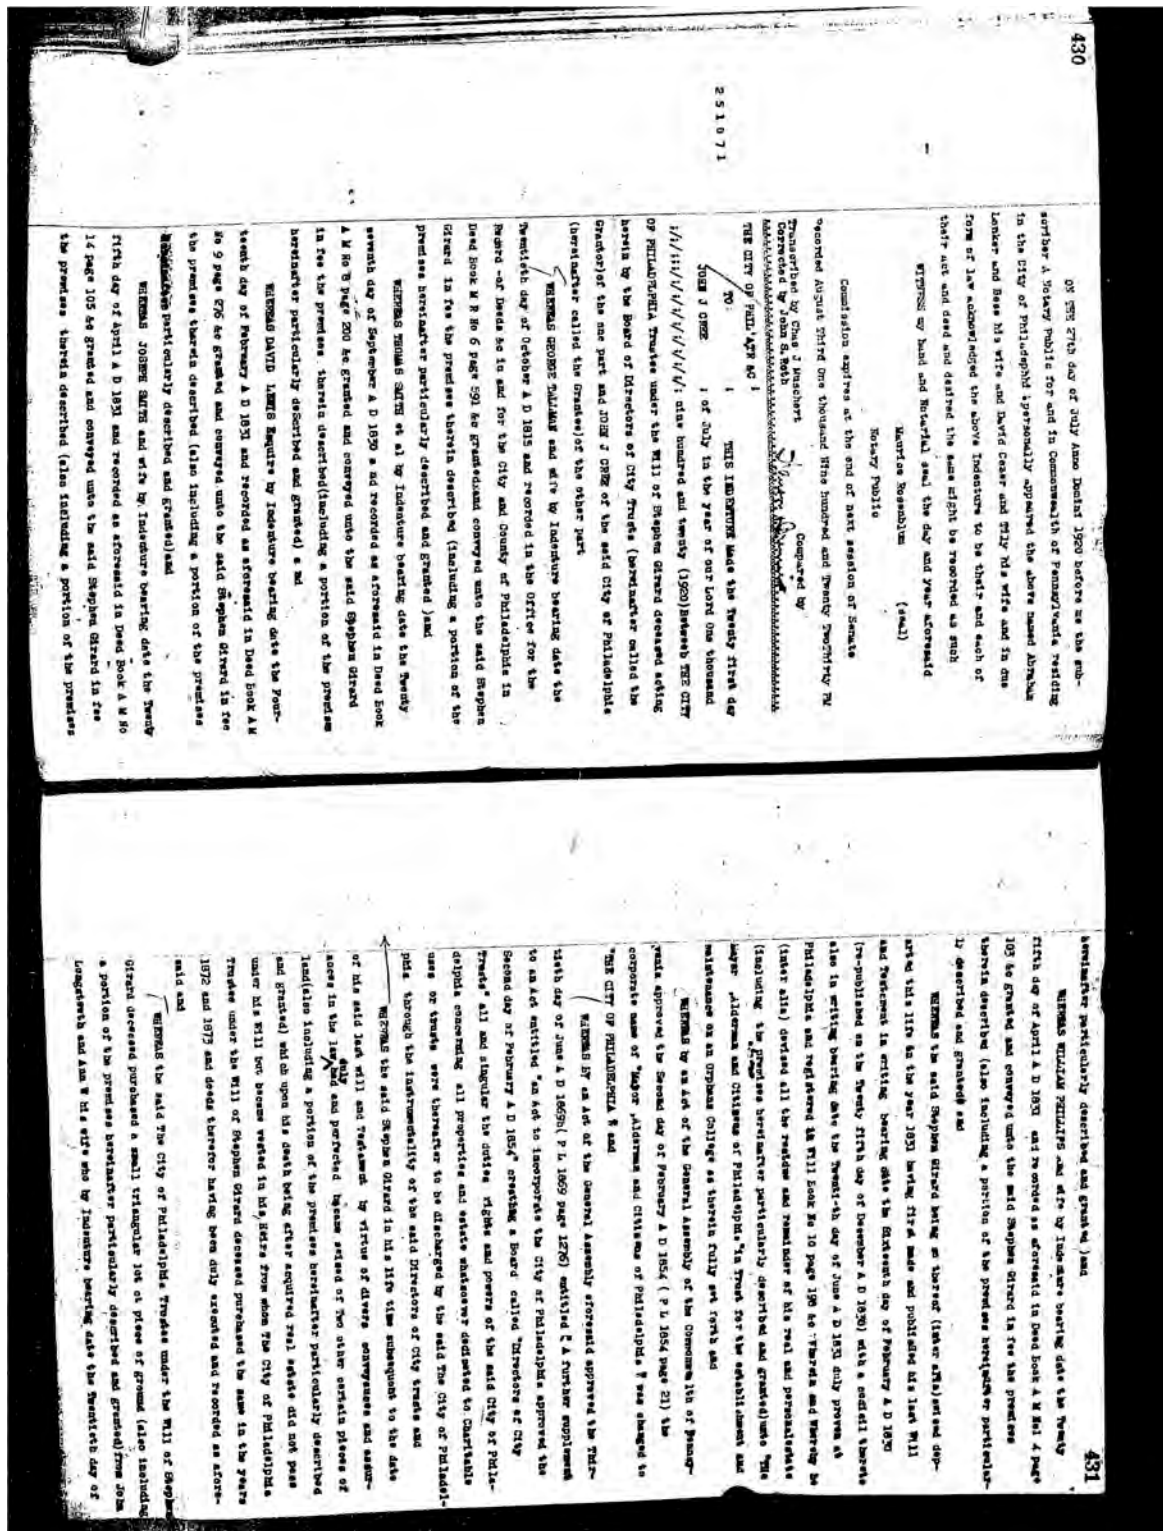 430
ON THE 27th day of July Anno Domini 1920 before me the sub-
scriber A Notary Public for and in Commonwealth of Pennsylvania residing
in the City of Philadelphi personally appeared the above named Abraham
Lenker and Bess his wife and David Cezar and Tily his wife and in due
form of law acknowledged the above Indenture to be their and each of
their act and deed and desired the same might be recorded as such
WITNESS my hand and Notarial seal the day and year aforesaid
Maurice Rosenblum (seal)
Notary Public
Commission expires at the end of next session of Senate
recorded August Third One thousand Nine hundred and Twenty
Transcribed by Chas J Muschert Compared by
Corrected by John S. Roth
251071
THE CITY OF PHIL'ATR &C :
TO : THIS INDENTURE Made the Twenty first day
JOHN J CREE : of July in the year of our Lord One thousand
nine hundred and twenty (1920) Between THE CITY
OF PHILADELPHIA Trustee under the Will of Stephen Girard deceased acting
herein by the Board of Directors of City Trusts (hereinafter called the
Grantor)of the one part and JOHN J CREE of the said City of Philadelphia
(hereinafter called the Grantee)of the other part
WHEREAS GEORGE TALLMAN and wife by Indenture bearing date the
Twentieth day of October A D 1815 and recorded in the Office for the
Record -of Deeds &c in and for the City and County of Philadelphia in
Deed Book M R No 6 page 591 &c granted and conveyed unto the said Stephen
Girard in fee the premises therein described (including a portion of the
premises hereinafter particularly described and granted )and
WHEREAS THOMAS SMITH et al by Indenture bearing date the Twenty
seventh day of September A D 1830 a nd recorded as aforesaid in Deed Book
A M No 8 page 200 &c granted and conveyed unto the said Stephen Girard
in fee the premises. therein described(including a portion of the premises
hereinafter particularly described and granted) a nd
WHEREAS DAVID LEWIS Esquire by Indenture bearing date the Four-
teenth day of February A D 1831 and recorded as aforesaid in Deed book A M
No 9 page 276 &c granted and conveyed unto the said Stephen Girard in fee
the premises therein described (also including a portion of the premises
particularly described and granted)and
WHEREAS JOSEPH SMITH and wife by Indenture bearing date the Twenty
fifth day of April A D 1831 and recorded as aforesaid in Deed Book A M No
14 page 105 &c granted and conveyed unto the said Stephen Girard in fee
the premises therein described (also including a portion of the premises
431
hereinafter particularly described and granted )and
WHEREAS WILLIAM PHILLIPS and wife by Indenture bearing date the Twenty
fifth day of April A D 1831 and recorded as aforesaid in Deed book A M No1 4 page
103 &c granted and conveyed unto the said Stephen Girard in fee the premises
therein described (also including a portion of the premises hereinafter particular-
ly described and granted) and
WHEREAS the said Stephen Girard being so thereof (inter alia)seised dep-
arted this life in the year 1831 having first made and published his last Will
and Testament in writing bearing date the Sixteenth day of February A D 1830
(re-published on the Twenty fifth day of December A D 1830) with a codicil thereto
also in writing bearing date the Twenti-th day of June A D 1831 duly proven at
Philadelphia and registered in Will Book No 10 page 198 &c Wherein and Whereby he
(inter alia) devised all the residue and remainder of his real and personalestate
(including the premises hereinafter particularly described and granted)unto "The
Mayor ,Alderman and Citizens of Philadelphia"in Trust for the establishment and
maintenance on an Orphans College as therein fully set forth and
WHEREAS by an Act of the General Assembly of the Commonwealth of Pennsy-
vania approved the Second day of February A D 1854 ( P L 1854 page 21) the
corporate name of "Mayor ,Alderman and Citizens of Philadelphia " was changed to
"THE CITY OF PHILADELPHIA " and
WHEREAS by an Act of the General Assembly aforesaid approved the Thir-
tieth day of June A D 1869 ( P L 1869 page 1276) entitled " A further supplement
to an Act entitled "an Act to incorporate the City of Philadelphia approved the
Second day of February A D 1854" creating a Board called "Directors of City
Trusts" all and singular the duties rights and powers of the said City of Phila-
delphia concerning all properties and estate whatsoever dedicated to Charitable
uses or trusts were thereafter to be discharged by the said The City of Philadel-
phia through the instrumentality of the said Directors of City trusts and
WHEREAS the said Stephen Girard in his life time subsequent to the date
of his said last will and Testament by virtue of divers conveyances and assur-
ances in the law had duly and perfected became seised of Two other certain pieces of
land(also including a portion of the premises hereinafter particularly described
and granted) which upon his death being after acquired real estate did not pass
under his Will but became vested in his Heirs from whom The City of Philadelphia
Trustee under the Will of Stephen Girard deceased purchased the same in the years
1872 and 1873 and deeds therefor having been duly executed and recorded as afore-
said and
WHEREAS the said The City of Philadelphia Trustee under the Will of Stephen
Girard deceased purchased a small triangular lot ot piece of ground (also including
a portion of the premises hereinafter particularly described and granted)from John
Longstreth and Ann W his wife who by Indenture bearing date the Twentieth day of